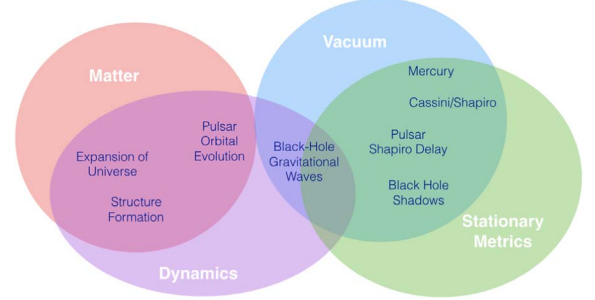 Vacuum
Matter
Mercury
Cassini/Shapiro
Pulsar
Orbital
Evolution
Pulsar
Shapiro Delay
Black-Hole
Gravitational
Waves
Expansion of
Universe
Structure
Formation
Black Hole
Shadows
Stationary
Metrics
Dynamics